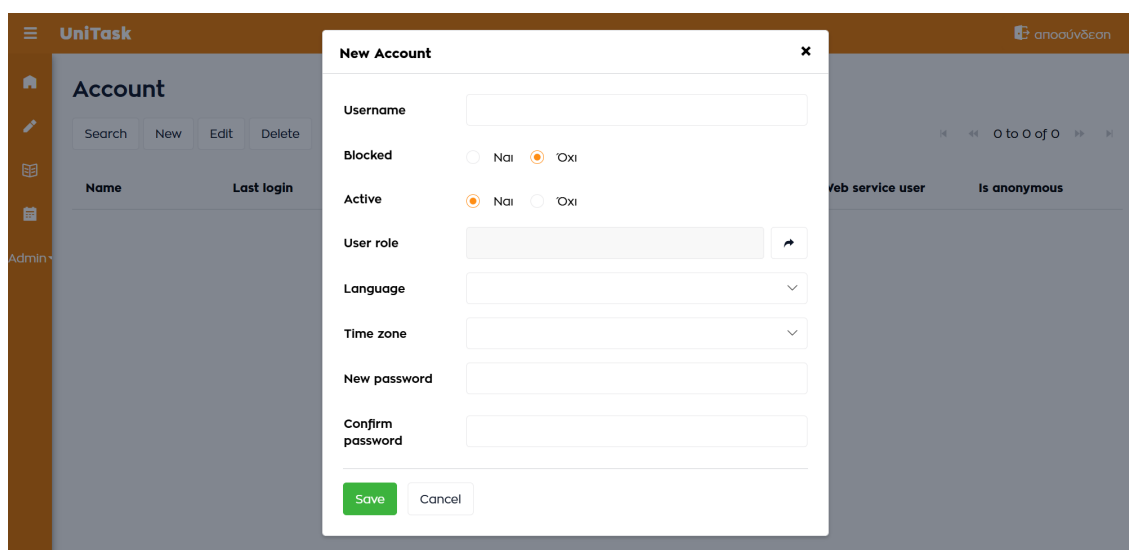 UniTask
αποσύνδεση
Account
Search New Edit Delete
0 to 0 of 0
Name Last login Web service user Is anonymous
Admin
New Account
Username
Blocked Ναι Όχι
Active Ναι Όχι
User role
Language
Time zone
New password
Confirm
password
Save Cancel